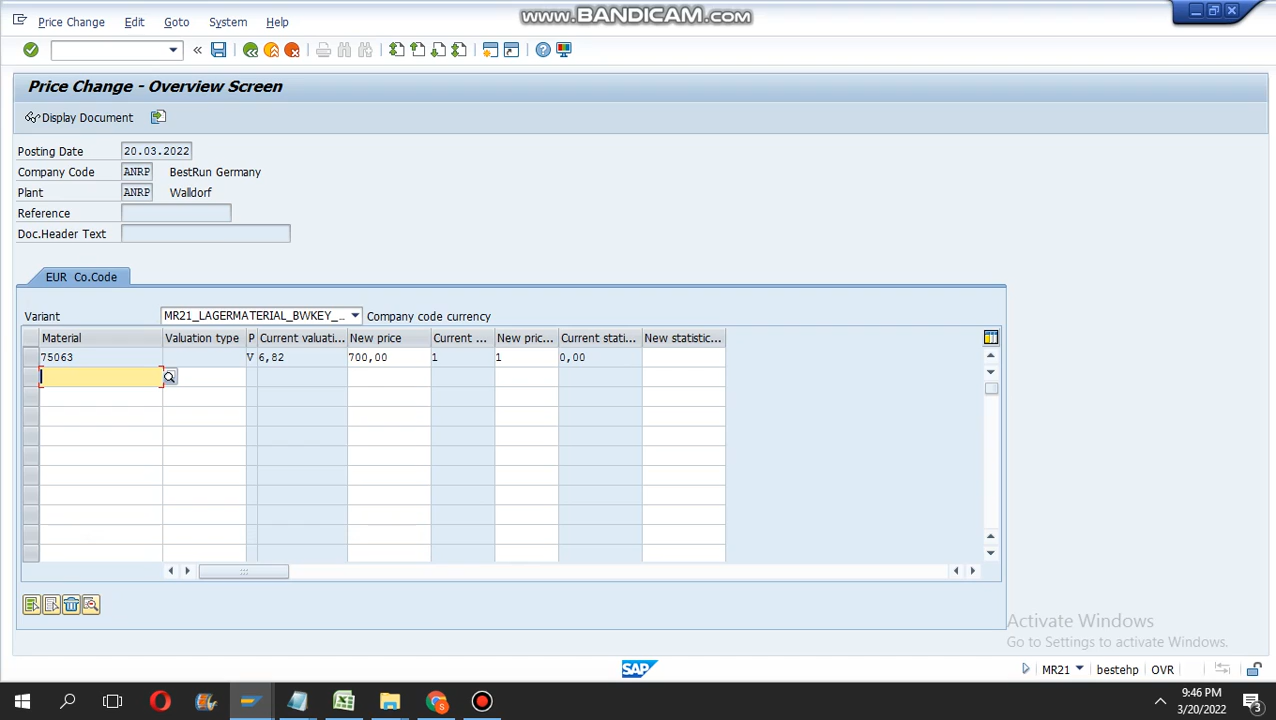 www.BANDICAM.com
Price Change Edit Goto System Help
Price Change - Overview Screen
Display Document
Posting Date 20.03.2022
Company Code ANRP BestRun Germany
Plant ANRP Walldorf
Reference
Doc.Header Text
EUR Co.Code
Variant MR21_LAGERMATERIAL_BWKEY_... Company code currency
Material Valuation type P Current valuati... New price Current ... New pric... Current stati... New statistic...
75063 V 6,82 700,00 1 1 0,00
Activate Windows
Go to Settings to activate Windows.
SAP MR21 bestehp OVR
9:46 PM
3/20/2022
3